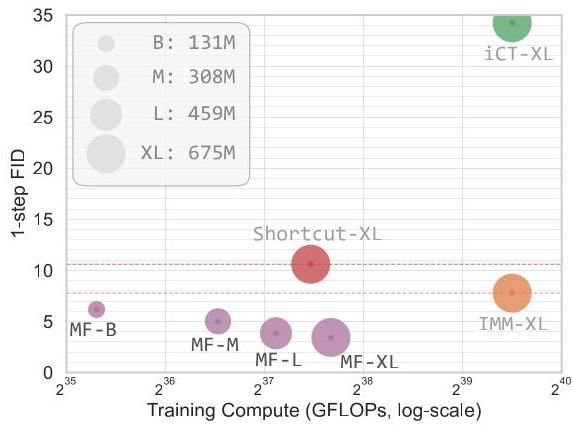 35
30
25
20
15
10
5
0
1-step FID
B: 131M
M: 308M
L: 459M
XL: 675M
iCT-XL
Shortcut-XL
IMM-XL
MF-B
MF-M
MF-L
MF-XL
2^35 2^36 2^37 2^38 2^39 2^40
Training Compute (GFLOPs, log-scale)